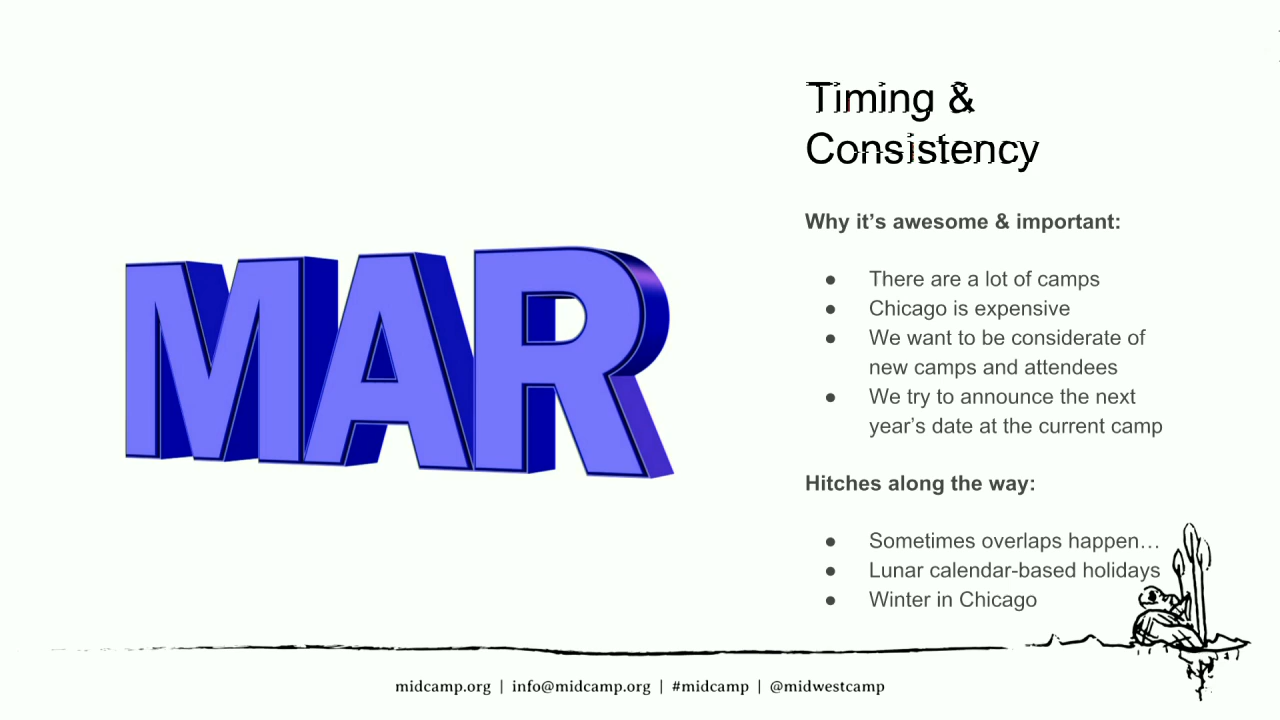 MAR
Timing &
Consistency
Why it’s awesome & important:
● There are a lot of camps
● Chicago is expensive
● We want to be considerate of
new camps and attendees
● We try to announce the next
year’s date at the current camp
Hitches along the way:
● Sometimes overlaps happen…
● Lunar calendar-based holidays
● Winter in Chicago
midcamp.org | info@midcamp.org | #midcamp | @midwestcamp